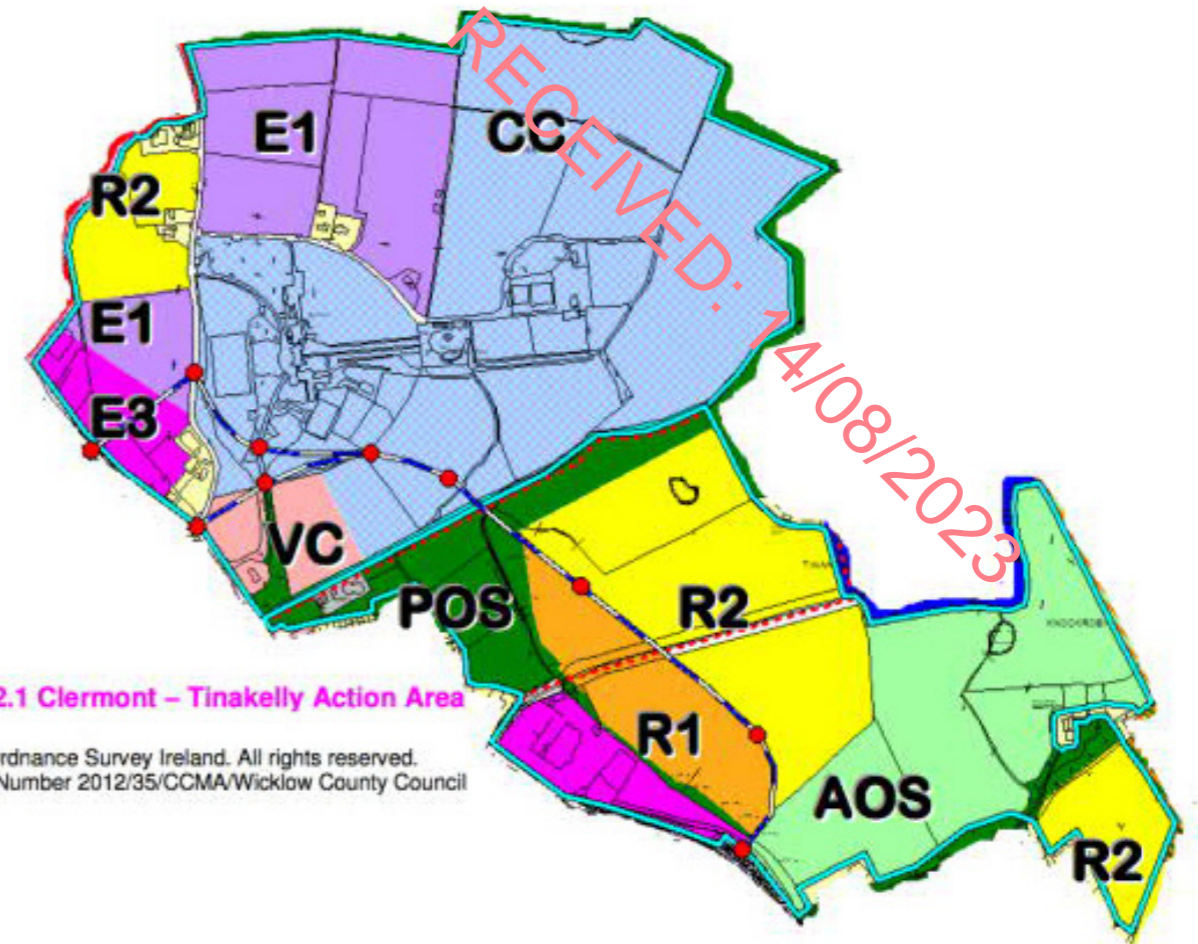 RECEIVED: 14/08/2023
E1
CC
R2
E1
E3
VC
POS
R2
R1
AOS
R2
2.1 Clermont – Tinakelly Action Area
rdnance Survey Ireland. All rights reserved.
Number 2012/35/CCMA/Wicklow County Council